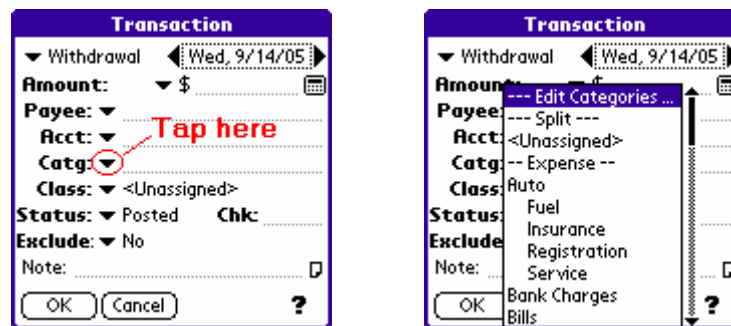 Transaction
Withdrawal Wed, 9/14/05
Amount: $
Payee:
Acct:
Tap here
Catg:
Class: <Unassigned>
Status: Posted Chk:
Exclude: No
Note:
OK Cancel ?
Transaction
Withdrawal Wed, 9/14/05
Amount: $
--- Edit Categories ...
Payee:
--- Split ---
Acct:
<Unassigned>
Catg:
-- Expense --
Class:
Auto
Fuel
Status:
Insurance
Exclude
Registration
Note:
Service
OK
Bank Charges
?
Bills